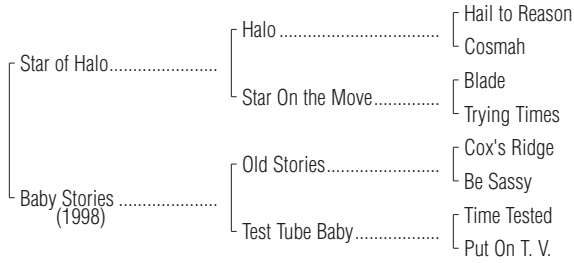 Hail to Reason
Halo ..................................
Cosmah
Star of Halo.......................
Blade
Star On the Move..............
Trying Times
Cox's Ridge
Old Stories........................
Be Sassy
Baby Stories .....................
(1998)
Time Tested
Test Tube Baby..................
Put On T. V.